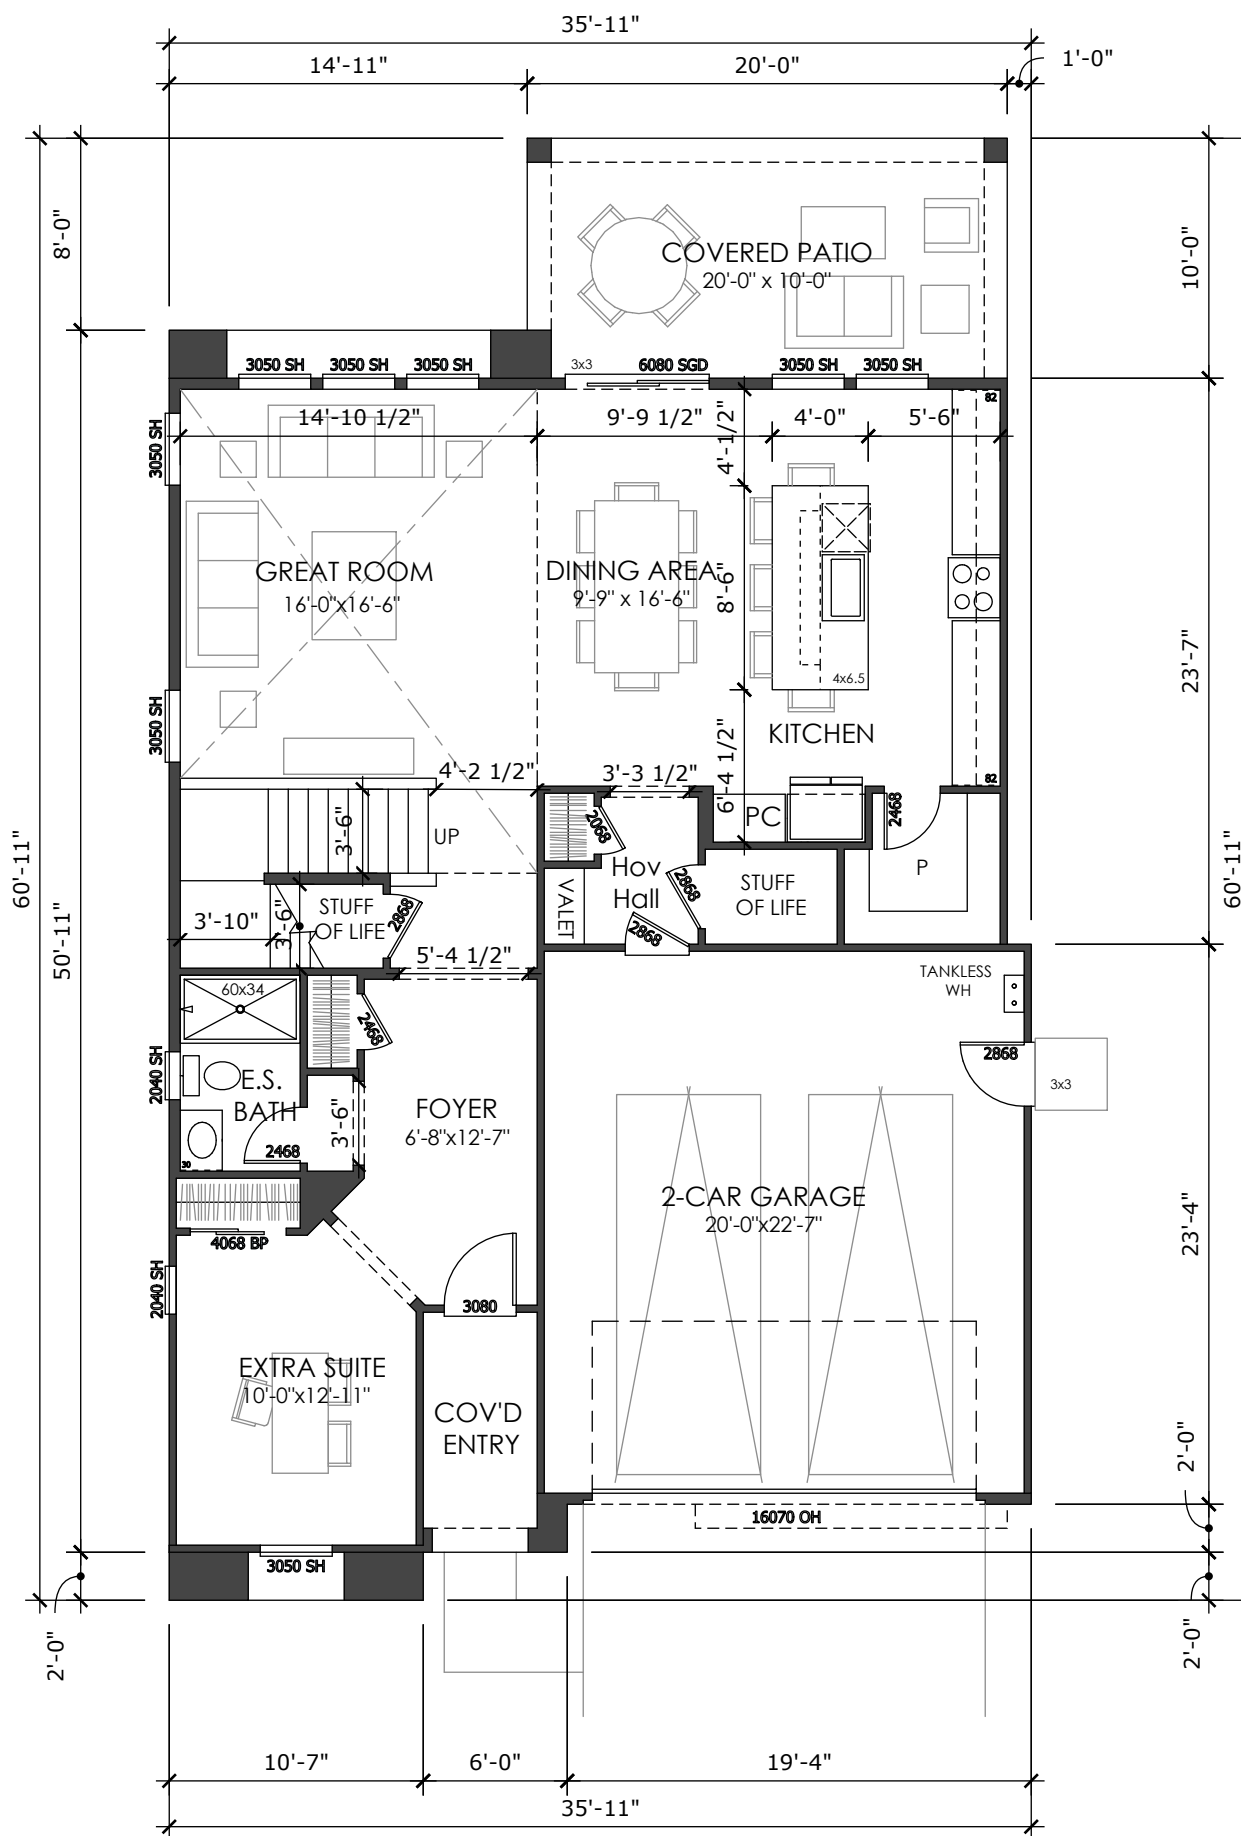 35'-11"
14'-11"
20'-0"
1'-0"
8'-0"
10'-0"
COVERED PATIO
20'-0" x 10'-0"
3050 SH
3050 SH
3050 SH
3x3
6080 SGD
3050 SH
3050 SH
82
14'-10 1/2"
9'-9 1/2"
4'-1/2"
4'-0"
5'-6"
3050 SH
GREAT ROOM
16'-0"x16'-6"
DINING AREA
9'-9" x 16'-6"
8'-6"
4x6.5
23'-7"
3050 SH
KITCHEN
6'-4 1/2"
82
4'-2 1/2"
3'-3 1/2"
3'-6"
UP
2068
PC
2468
60'-11"
50'-11"
60'-11"
Hov
Hall
P
VALET
2868
STUFF
OF LIFE
3'-10"
3'-6"
STUFF
OF LIFE
2868
2868
5'-4 1/2"
60x34
2468
TANKLESS
WH
2868
3x3
2040 SH
E.S.
BATH
3'-6"
FOYER
6'-8"x12'-7"
2468
30
2-CAR GARAGE
20'-0"x22'-7"
23'-4"
4068 BP
2040 SH
3080
EXTRA SUITE
10'-0"x12'-11"
COV'D
ENTRY
2'-0"
16070 OH
3050 SH
2'-0"
2'-0"
10'-7"
6'-0"
19'-4"
35'-11"